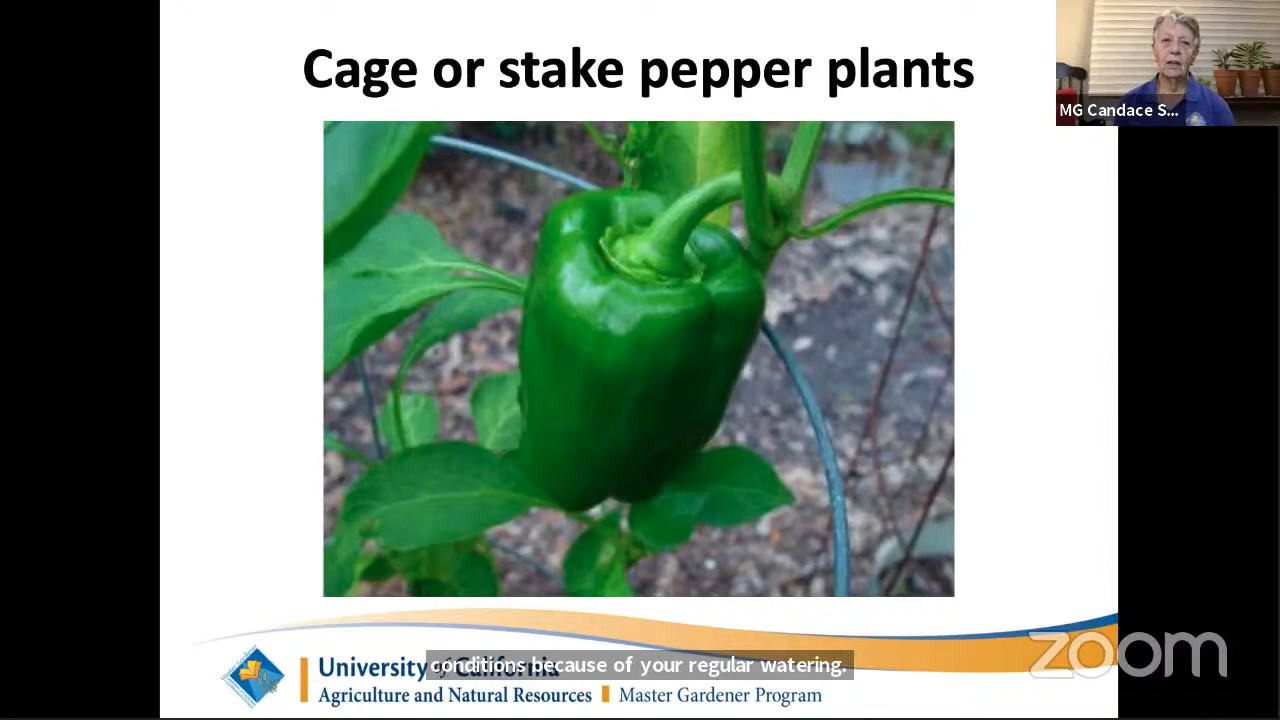 Cage or stake pepper plants
MG Candace S...
University of California
conditions because of your regular watering.
Agriculture and Natural Resources Master Gardener Program
zoom